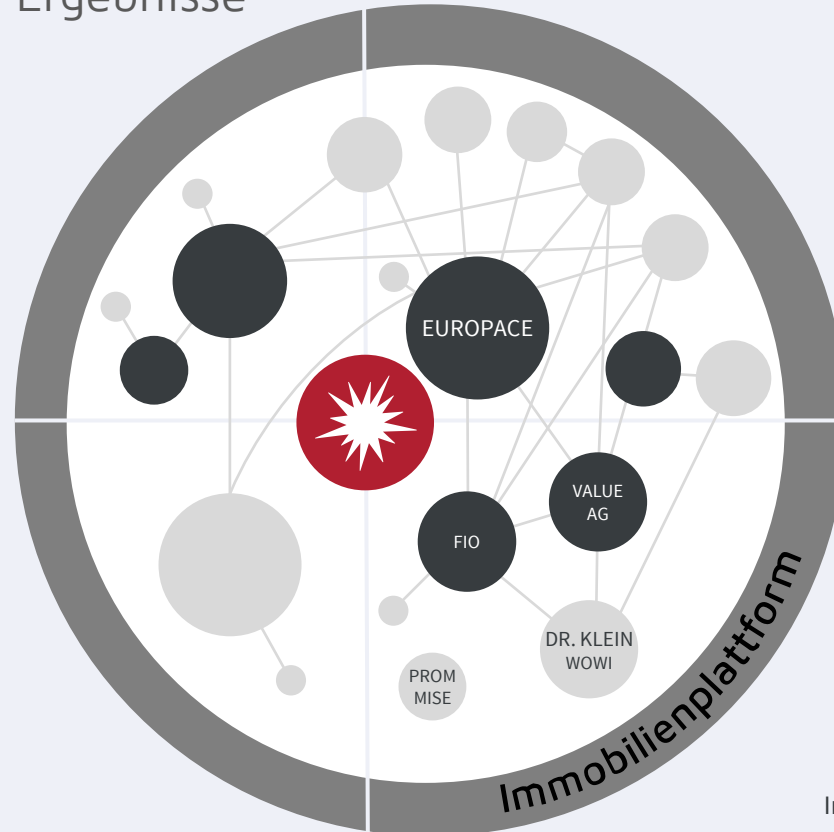 Ergebnisse
EUROPACE
VALUE
AG
FIO
DR. KLEIN
WOWI
PROM
MISE
Immobilienplattform